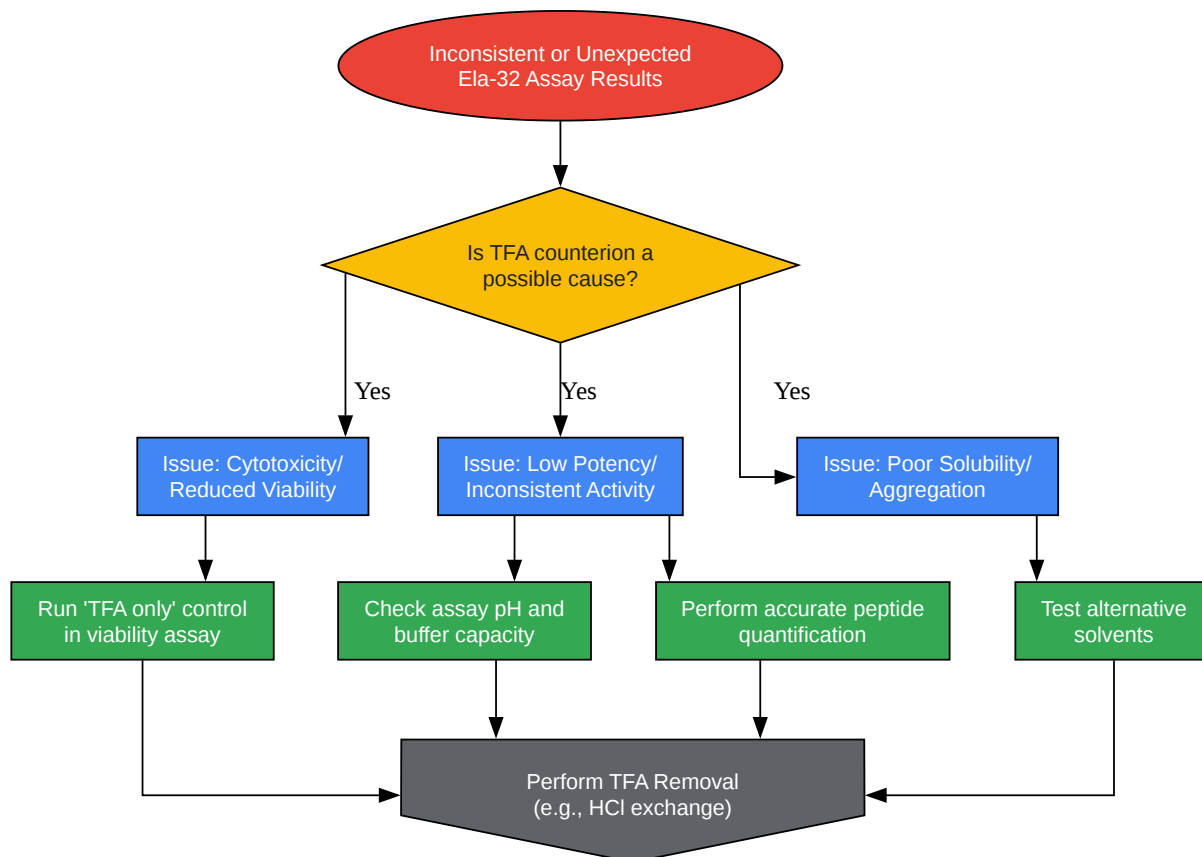 Inconsistent or Unexpected
Ela-32 Assay Results
Is TFA counterion a
possible cause?
Yes
Yes
Yes
Issue: Cytotoxicity/
Reduced Viability
Issue: Low Potency/
Inconsistent Activity
Issue: Poor Solubility/
Aggregation
Run 'TFA only' control
in viability assay
Check assay pH and
buffer capacity
Perform accurate peptide
quantification
Test alternative
solvents
Perform TFA Removal
(e.g., HCl exchange)